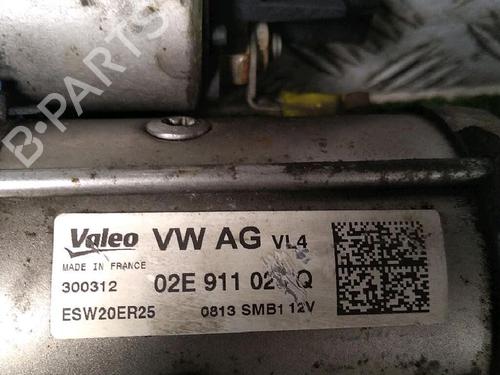 B-PARTS
Valeo VW AG VL4
MADE IN FRANCE
300312 02E 911 02 Q
ESW20ER25 0813 SMB1 12V